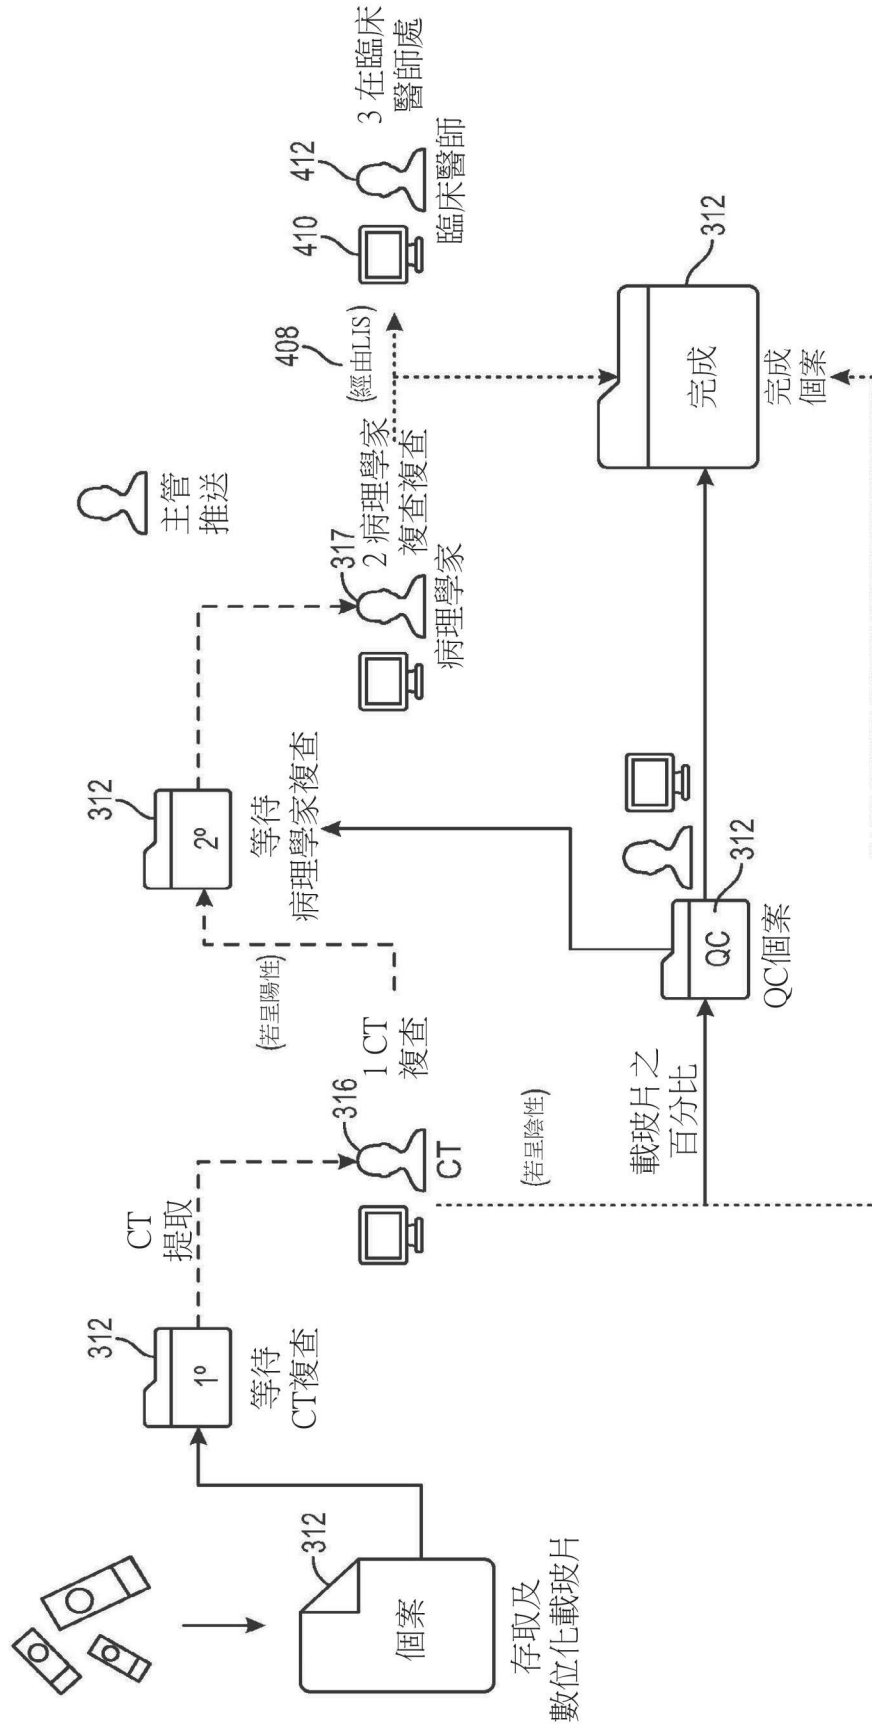 312
個案
存取及
數位化載玻片
312
1º
等待
CT複查
CT
提取
316
CT
1 CT
複查
(若呈陽性)
312
2º
等待
病理學家複查
主管
推送
317
病理學家
2 病理學家
複查複查
408
(經由LIS)
410
412
臨床醫師
3 在臨床
醫師處
(若呈陰性)
載玻片之
百分比
QC
312
QC個案
312
完成
完成
個案